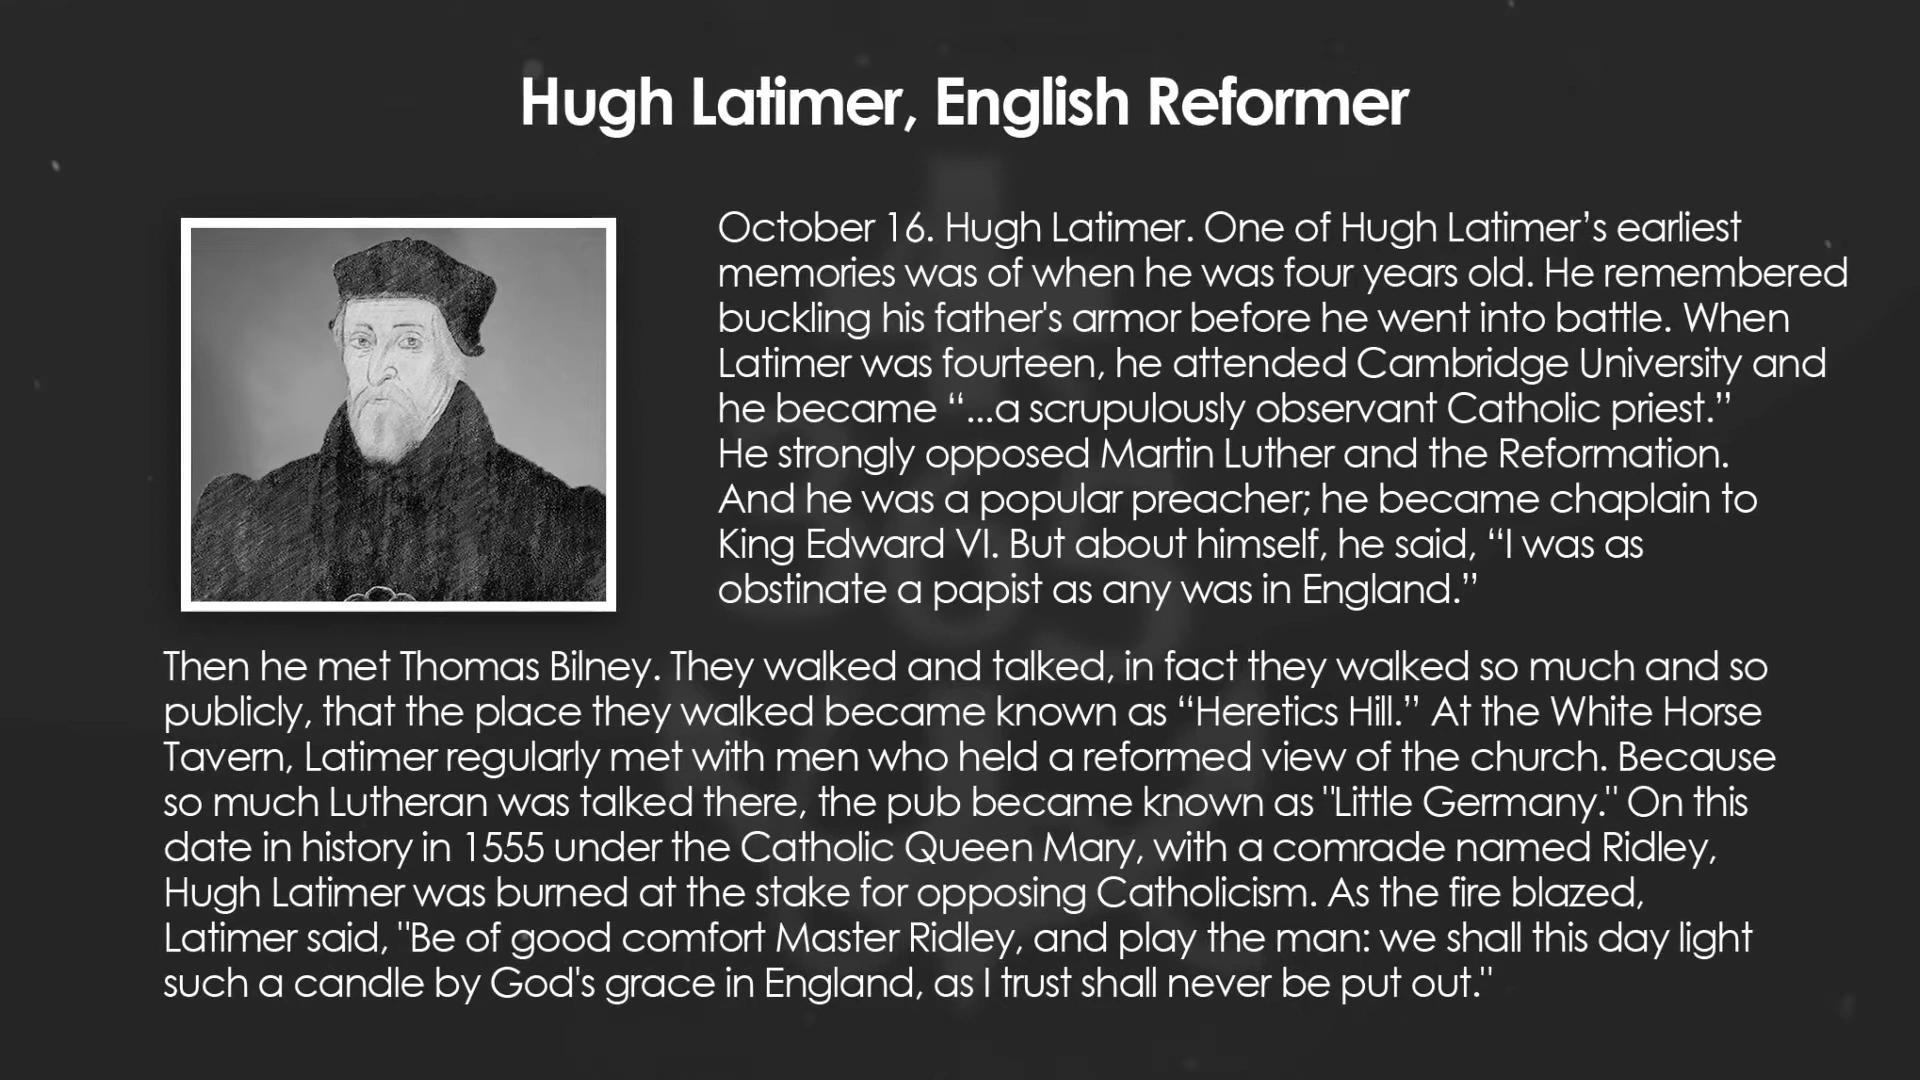 Hugh Latimer, English Reformer
October 16. Hugh Latimer. One of Hugh Latimer’s earliest
memories was of when he was four years old. He remembered
buckling his father's armor before he went into battle. When
Latimer was fourteen, he attended Cambridge University and
he became “...a scrupulously observant Catholic priest.”
He strongly opposed Martin Luther and the Reformation.
And he was a popular preacher; he became chaplain to
King Edward VI. But about himself, he said, “I was as
obstinate a papist as any was in England.”
Then he met Thomas Bilney. They walked and talked, in fact they walked so much and so
publicly, that the place they walked became known as “Heretics Hill.” At the White Horse
Tavern, Latimer regularly met with men who held a reformed view of the church. Because
so much Lutheran was talked there, the pub became known as "Little Germany." On this
date in history in 1555 under the Catholic Queen Mary, with a comrade named Ridley,
Hugh Latimer was burned at the stake for opposing Catholicism. As the fire blazed,
Latimer said, "Be of good comfort Master Ridley, and play the man: we shall this day light
such a candle by God's grace in England, as I trust shall never be put out."